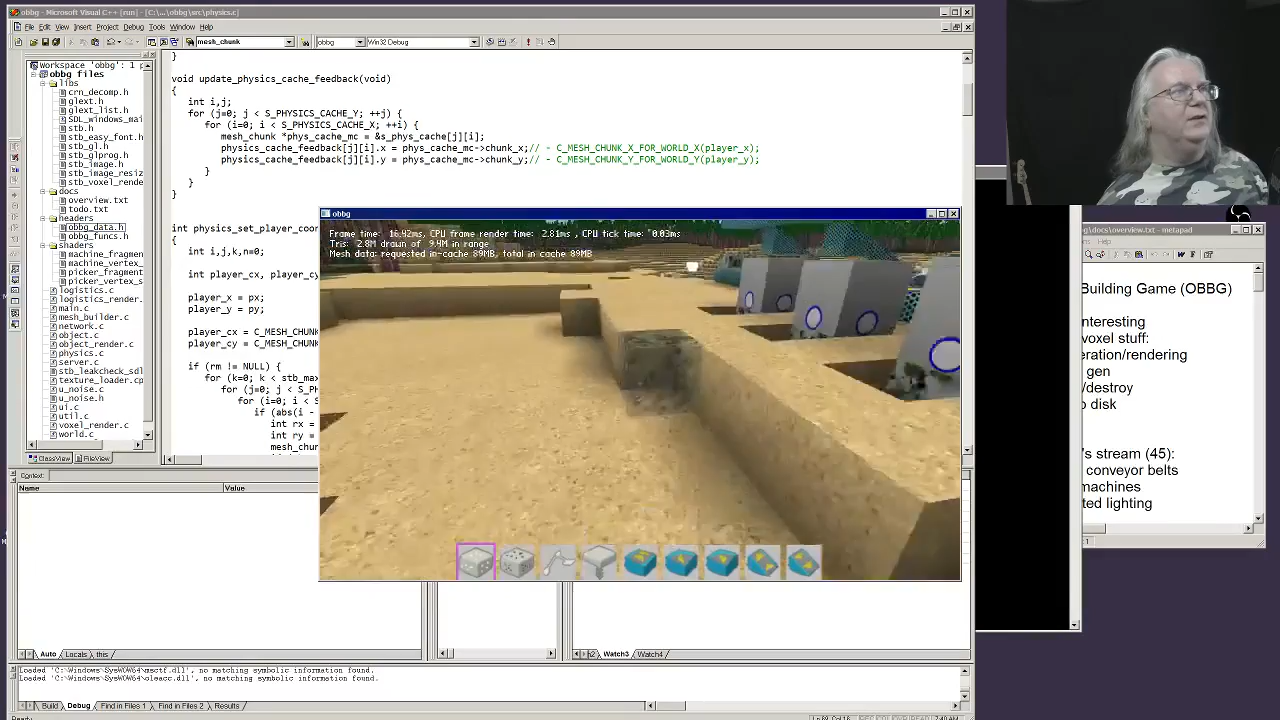 obbg - Microsoft Visual C++ [run] - [C:\...\obbg\src\physics.c]
File Edit View Insert Project Debug Tools Window Help
mesh_chunk
obbg
Win32 Debug
Workspace 'obbg': 1 p
obbg files
libs
crn_decomp.h
glext.h
glext_list.h
SDL_windows_mai
stb.h
stb_easy_font.h
stb_gl.h
stb_glprog.h
stb_image.h
stb_image_resiz
stb_voxel_rende
docs
overview.txt
todo.txt
headers
obbg_data.h
obbg_funcs.h
shaders
machine_fragmen
machine_vertex_
picker_fragment
picker_vertex_s
logistics.c
logistics_render.
main.c
mesh_builder.c
network.c
object.c
object_render.c
physics.c
server.c
stb_leakcheck_sdl
texture_loader.cp
u_noise.c
u_noise.h
ui.c
util.c
voxel_render.c
world.c
ClassView
FileView
}
void update_physics_cache_feedback(void)
{
int i,j;
for (j=0; j < S_PHYSICS_CACHE_Y; ++j) {
for (i=0; i < S_PHYSICS_CACHE_X; ++i) {
mesh_chunk *phys_cache_mc = &s_phys_cache[j][i];
physics_cache_feedback[j][i].x = phys_cache_mc->chunk_x;// - C_MESH_CHUNK_X_FOR_WORLD_X(player_x);
physics_cache_feedback[j][i].y = phys_cache_mc->chunk_y;// - C_MESH_CHUNK_Y_FOR_WORLD_Y(player_y);
}
}
}
int physics_set_player_coor
{
int i,j,k,n=0;
int player_cx, player_cy
player_x = px;
player_y = py;
player_cx = C_MESH_CHUNK
player_cy = C_MESH_CHUNK
if (rm != NULL) {
for (k=0; k < stb_max
for (j=0; j < S_PH
for (i=0; i < S
if (abs(i -
int rx =
int ry =
mesh_chun
obbg
Frame time: 16.42ms, CPU frame render time: 2.81ms , CPU tick time: 0.03ms
Tris: 2.8M drawn of 9.4M in range
Mesh data: requested in-cache 89MB, total in cache 89MB
g\docs\overview.txt - metapad
Building Game (OBBG)
interesting
voxel stuff:
eration/rendering
gen
/destroy
to disk
's stream (45):
conveyor belts
machines
ted lighting
Context:
Name
Value
Auto
Locals
this
Watch3
Watch4
Loaded 'C:\Windows\SysWOW64\msctf.dll', no matching symbolic information found.
Loaded 'C:\Windows\SysWOW64\oleacc.dll', no matching symbolic information found.
Build
Debug
Find in Files 1
Find in Files 2
Results